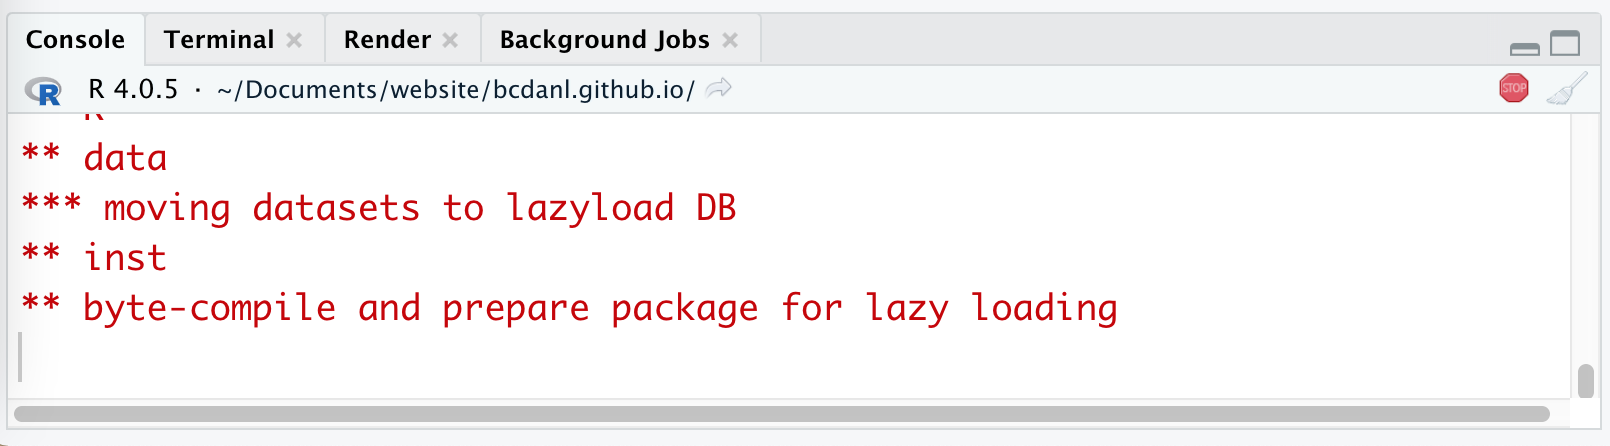 Console Terminal Render Background Jobs
R R 4.0.5 · ~/Documents/website/bcdanl.github.io/ STOP
** data
*** moving datasets to lazyload DB
** inst
** byte-compile and prepare package for lazy loading